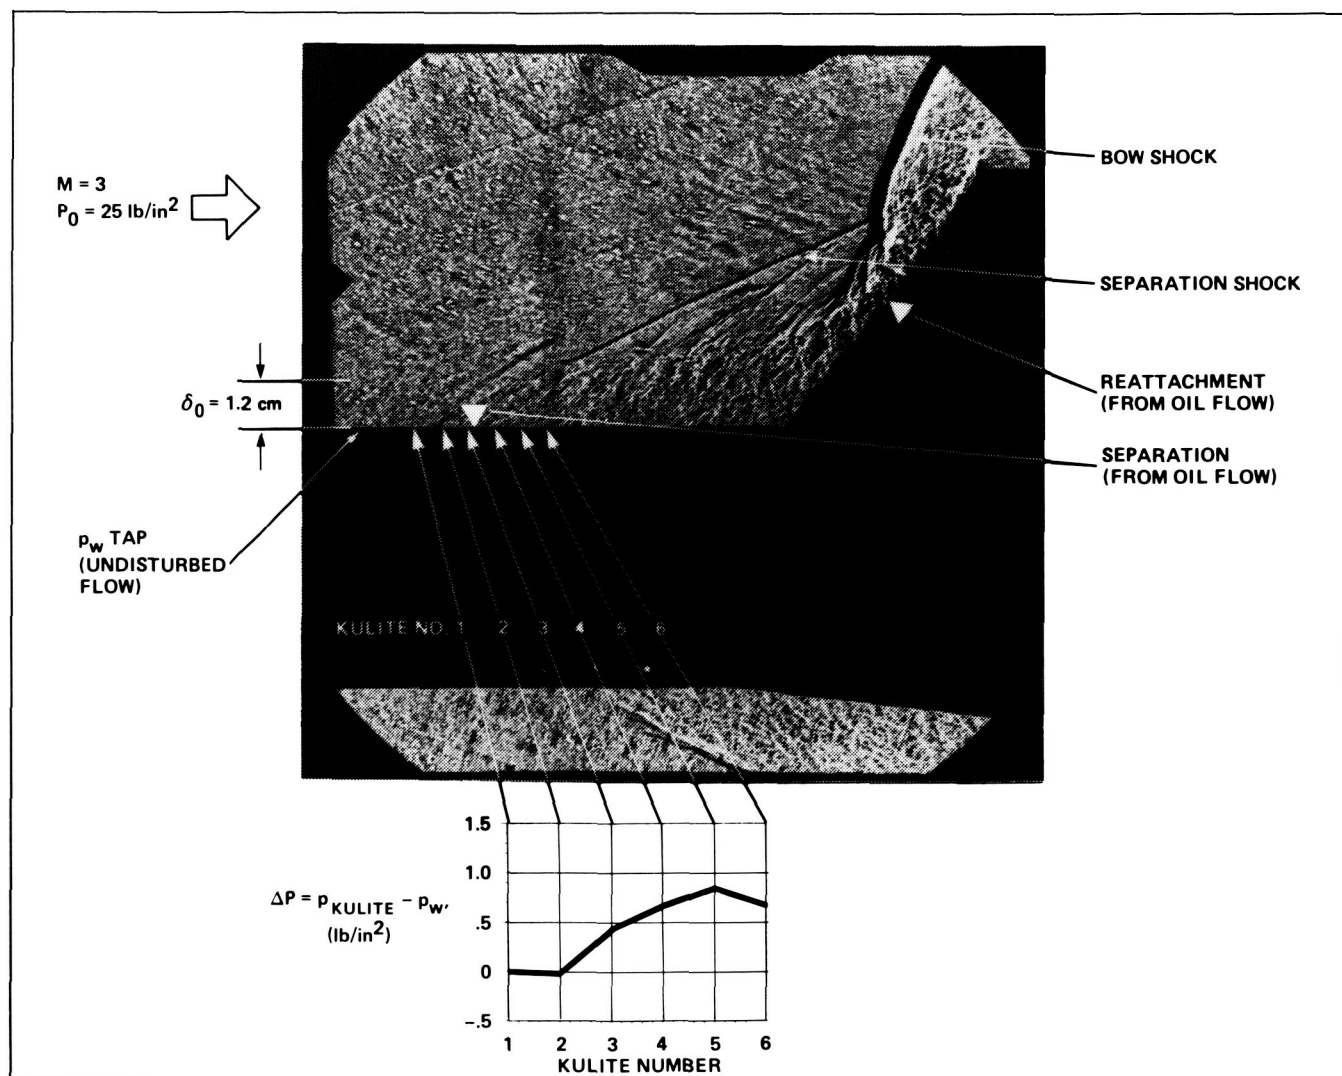 M = 3
P0 = 25 lb/in2
BOW SHOCK
SEPARATION SHOCK
δ0 = 1.2 cm
REATTACHMENT
(FROM OIL FLOW)
SEPARATION
(FROM OIL FLOW)
pw TAP
(UNDISTURBED
FLOW)
KULITE NO. 1 2 3 4 5 6
1.5
1.0
.5
0
-.5
ΔP = pKULITE – pw,
(lb/in2)
1 2 3 4 5 6
KULITE NUMBER